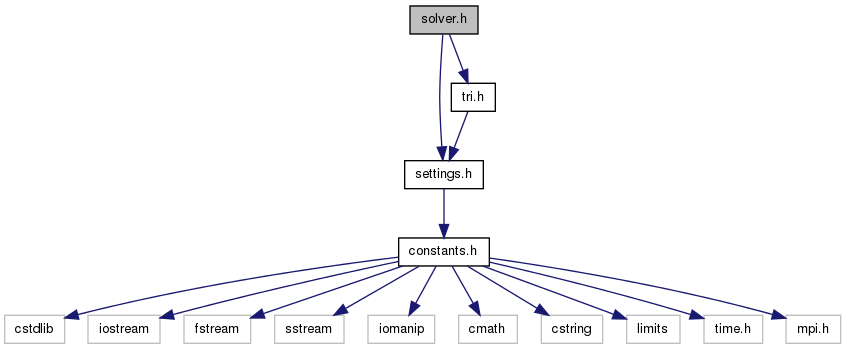 solver.h
tri.h
settings.h
constants.h
cstdlib
iostream
fstream
sstream
iomanip
cmath
cstring
limits
time.h
mpi.h